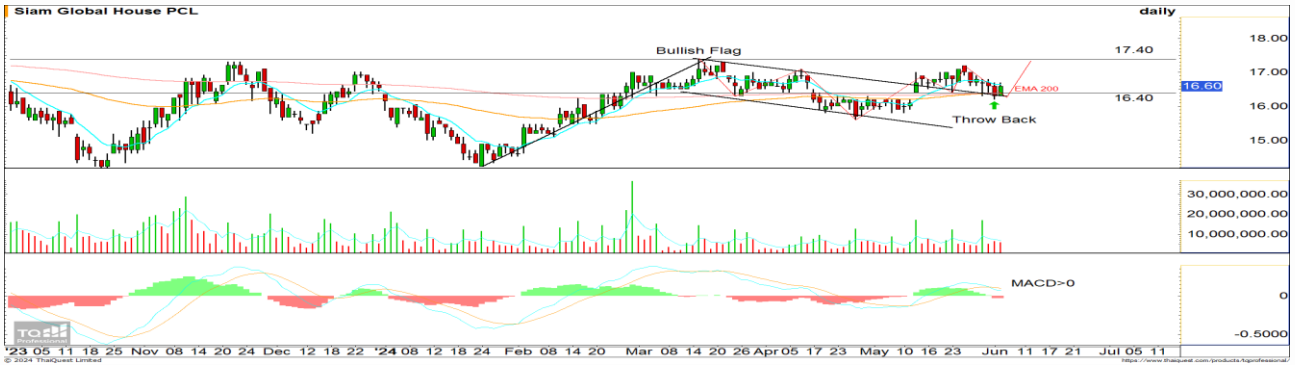 Siam Global House PCL daily
18.00
17.40
Bullish Flag
17.00
16.60
EMA 200
16.40
16.00
Throw Back
15.00
30,000,000.00
20,000,000.00
10,000,000.00
MACD>0
0
-0.5000
TQ
Professional
'23 05 11 18 25 Nov 08 14 20 24 Dec 12 18 22 '24 08 12 18 24 Feb 08 14 20 Mar 08 14 20 26 Apr 05 17 23 May 10 16 23 Jun 11 17 21 Jul 05 11
© 2024 ThaiQuest Limited https://www.thaiquest.com/products/tqprofessional/